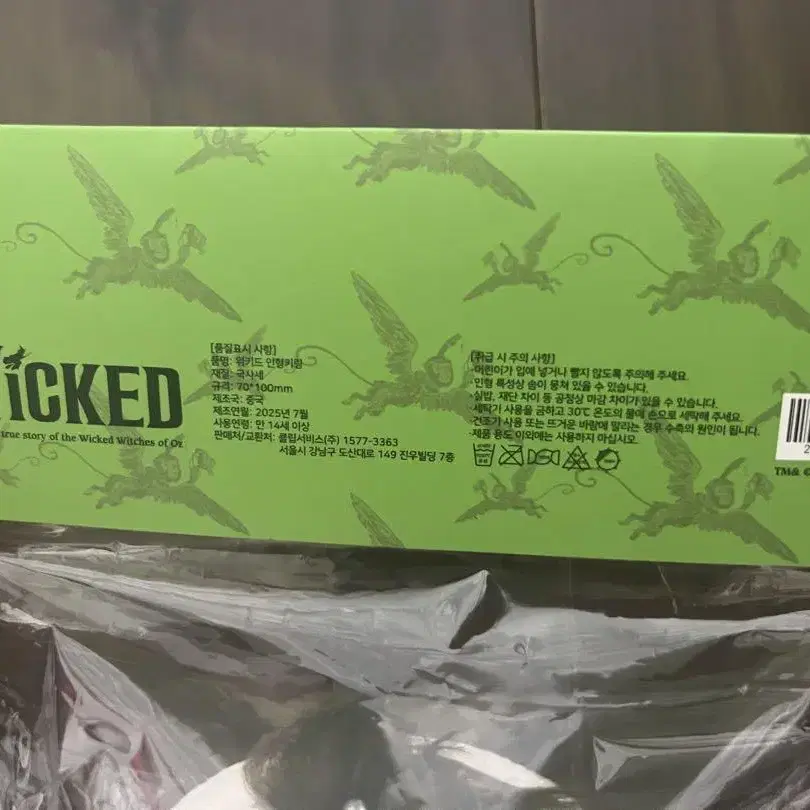 WiCKED
true story of the Wicked Witches of Oz
[품질표시 사항]
품명: 위키드 인형키링
재질: 국사세
규격: 70*100mm
제조국: 중국
제조연월: 2025년 7월
사용연령: 만 14세 이상
판매처/교환처: 클립서비스(주) 1577-3363
서울시 강남구 도산대로 149 진우빌딩 7층
[취급 시 주의 사항]
·어린이가 입에 넣거나 빨지 않도록 주의해 주세요.
·인형 특성상 솜이 뭉쳐 있을 수 있습니다.
·실밥, 재단 차이 등 공정상 마감 차이가 있을 수 있습니다.
·세탁기 사용을 금하고 30℃ 온도의 물에 손으로 세탁해 주세요.
·건조기 사용 또는 뜨거운 바람에 말리는 경우 수축의 원인이 됩니다.
·제품 용도 이외에는 사용하지 마십시오.
2
TM& ©